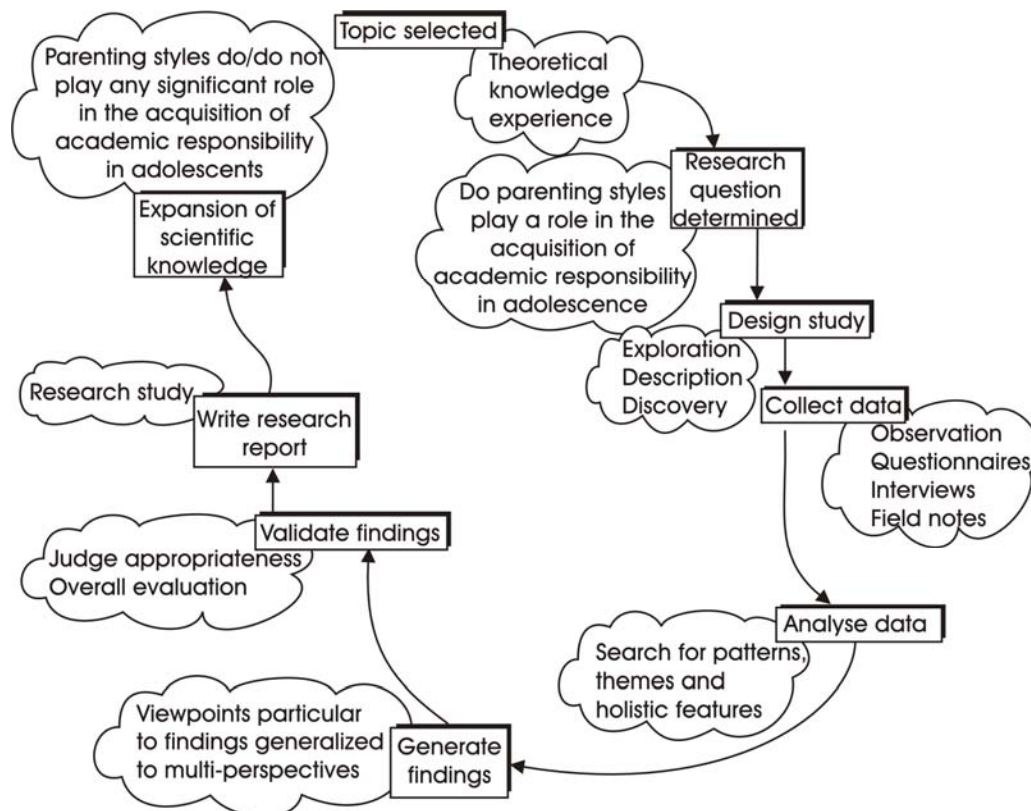 Topic selected
Theoretical
knowledge
experience
Research
question
determined
Do parenting styles
play a role in the
acquisition of
academic responsibility
in adolescence
Design study
Exploration
Description
Discovery
Collect data
Observation
Questionnaires
Interviews
Field notes
Analyse data
Search for patterns,
themes and
holistic features
Generate
findings
Viewpoints particular
to findings generalized
to multi-perspectives
Validate findings
Judge appropriateness
Overall evaluation
Write research
report
Research study
Expansion of
scientific
knowledge
Parenting styles do/do not
play any significant role
in the acquisition of
academic responsibility
in adolescents